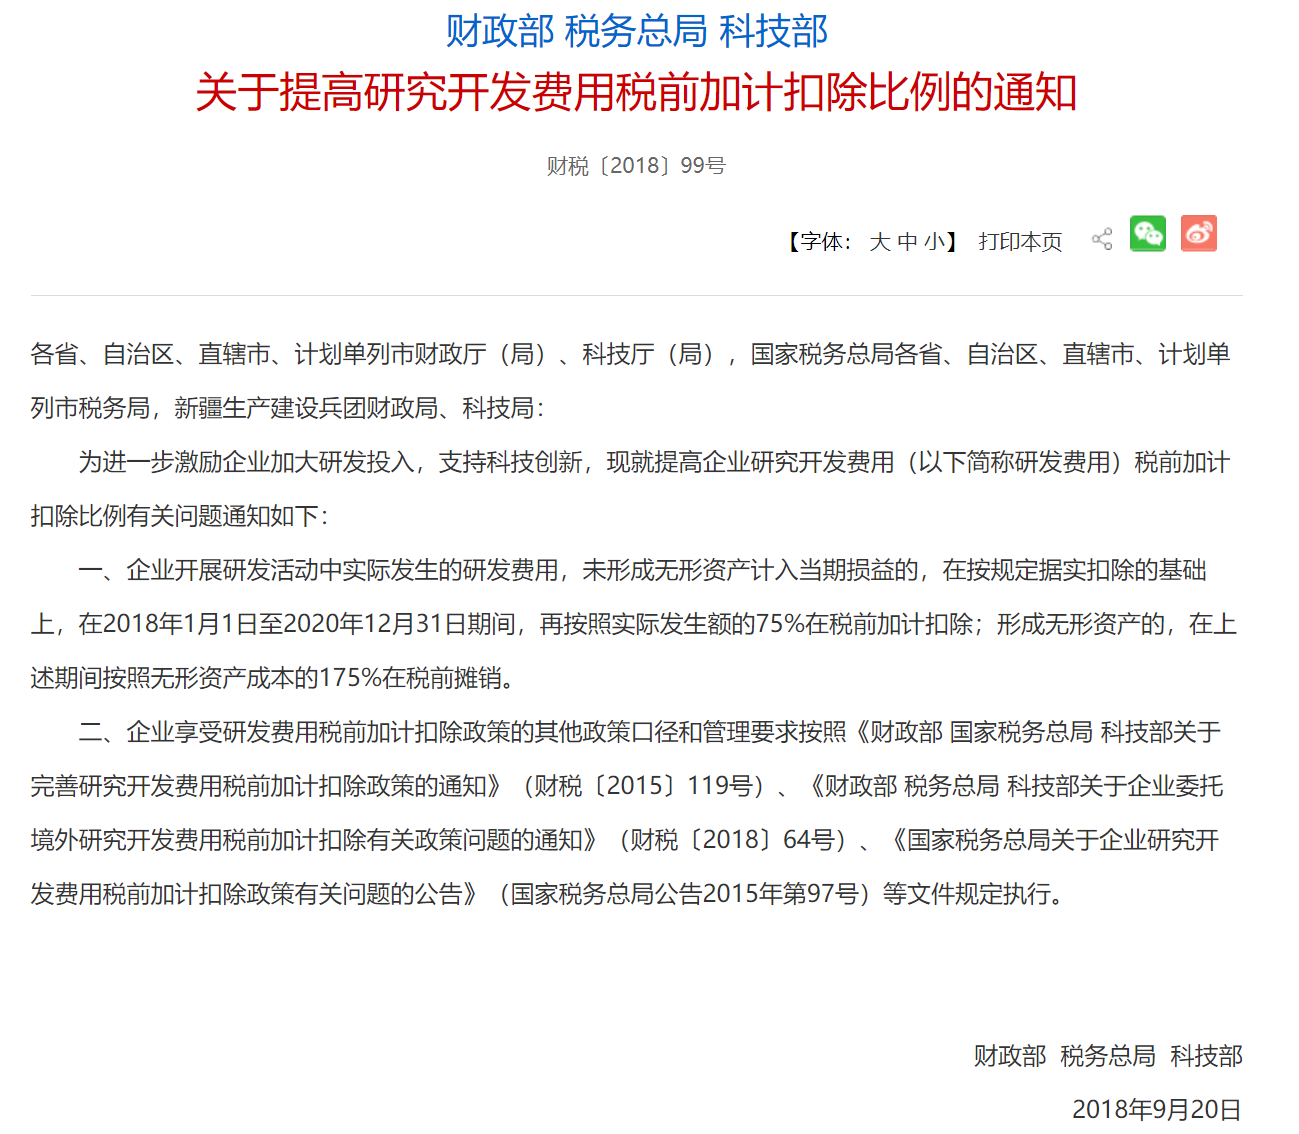 财政部 税务总局 科技部
关于提高研究开发费用税前加计扣除比例的通知
财税〔2018〕99号
【字体： 大 中 小】 打印本页
各省、自治区、直辖市、计划单列市财政厅（局）、科技厅（局），国家税务总局各省、自治区、直辖市、计划单
列市税务局，新疆生产建设兵团财政局、科技局：
为进一步激励企业加大研发投入，支持科技创新，现就提高企业研究开发费用（以下简称研发费用）税前加计
扣除比例有关问题通知如下：
一、企业开展研发活动中实际发生的研发费用，未形成无形资产计入当期损益的，在按规定据实扣除的基础
上，在2018年1月1日至2020年12月31日期间，再按照实际发生额的75%在税前加计扣除；形成无形资产的，在上
述期间按照无形资产成本的175%在税前摊销。
二、企业享受研发费用税前加计扣除政策的其他政策口径和管理要求按照《财政部 国家税务总局 科技部关于
完善研究开发费用税前加计扣除政策的通知》（财税〔2015〕119号）、《财政部 税务总局 科技部关于企业委托
境外研究开发费用税前加计扣除有关政策问题的通知》（财税〔2018〕64号）、《国家税务总局关于企业研究开
发费用税前加计扣除政策有关问题的公告》（国家税务总局公告2015年第97号）等文件规定执行。
财政部 税务总局 科技部
2018年9月20日